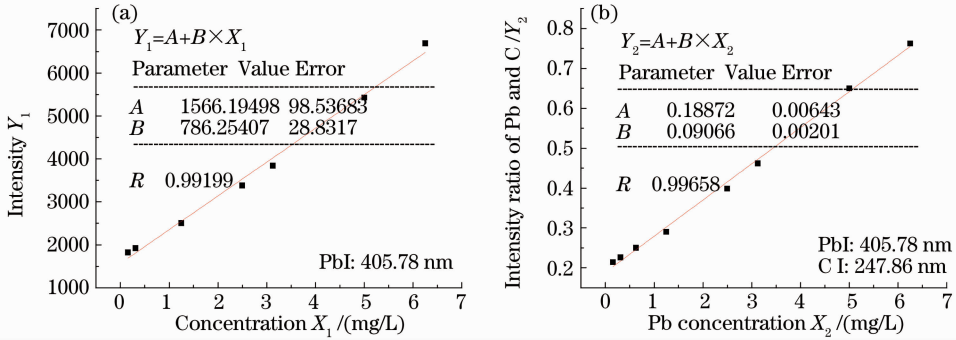 (a)
Y1=A+B×X1
Parameter Value Error
A 1566.19498 98.53683
B 786.25407 28.8317
R 0.99199
PbI: 405.78 nm
Intensity Y1
7000
6000
5000
4000
3000
2000
1000
0 1 2 3 4 5 6 7
Concentration X1 /(mg/L)
(b)
Y2=A+B×X2
Parameter Value Error
A 0.18872 0.00643
B 0.09066 0.00201
R 0.99658
PbI: 405.78 nm
C I: 247.86 nm
Intensity ratio of Pb and C /Y2
0.8
0.7
0.6
0.5
0.4
0.3
0.2
0 1 2 3 4 5 6 7
Pb concentration X2 /(mg/L)